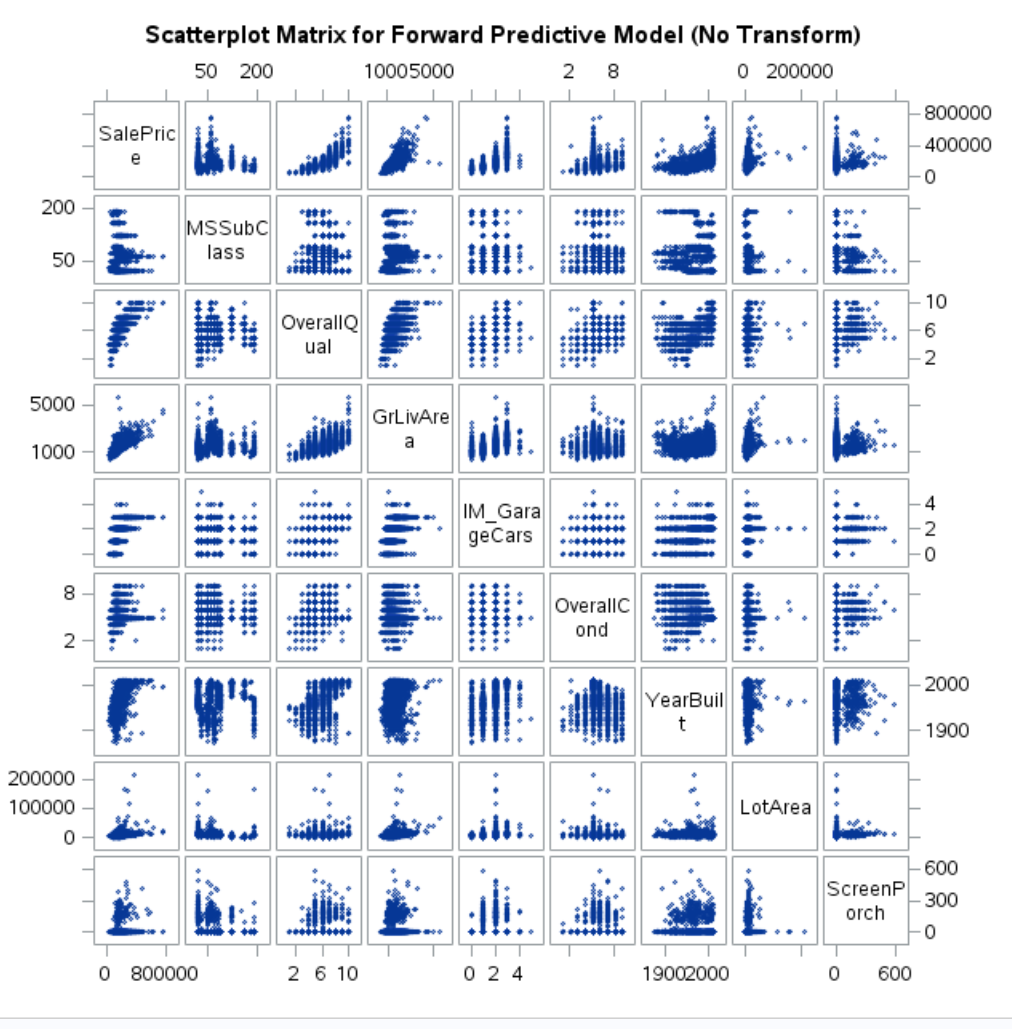 Scatterplot Matrix for Forward Predictive Model (No Transform)
50 200 10005000 2 8 0 200000
SalePric
e
800000
400000
0
200
50
MSSubC
lass
OverallQ
ual
10
6
2
5000
1000
GrLivAre
a
IM_Gara
geCars
4
2
0
8
2
OverallC
ond
YearBuil
t
2000
1900
200000
100000
0
LotArea
ScreenP
orch
600
300
0
0 800000 2 6 10 0 2 4 19002000 0 600